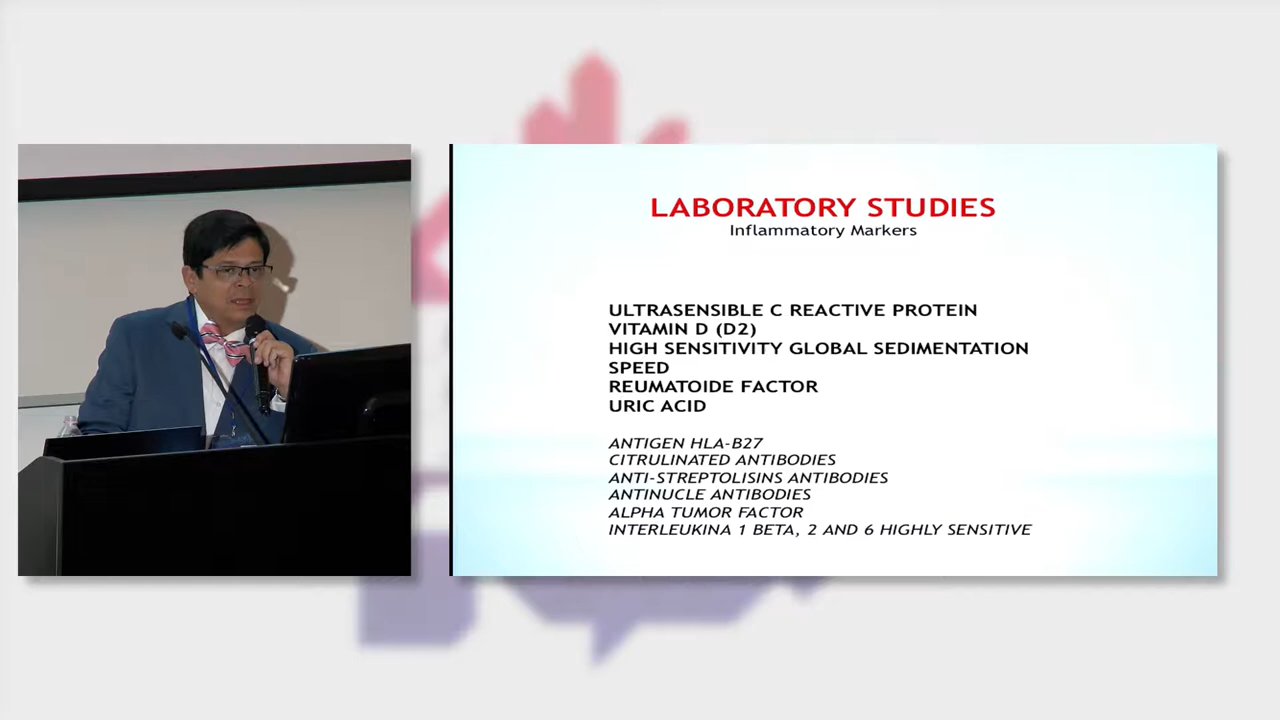 LABORATORY STUDIES
Inflammatory Markers
ULTRASENSIBLE C REACTIVE PROTEIN
VITAMIN D (D2)
HIGH SENSITIVITY GLOBAL SEDIMENTATION
SPEED
REUMATOIDE FACTOR
URIC ACID
ANTIGEN HLA-B27
CITRULINATED ANTIBODIES
ANTI-STREPTOLISINS ANTIBODIES
ANTINUCLE ANTIBODIES
ALPHA TUMOR FACTOR
INTERLEUKINA 1 BETA, 2 AND 6 HIGHLY SENSITIVE